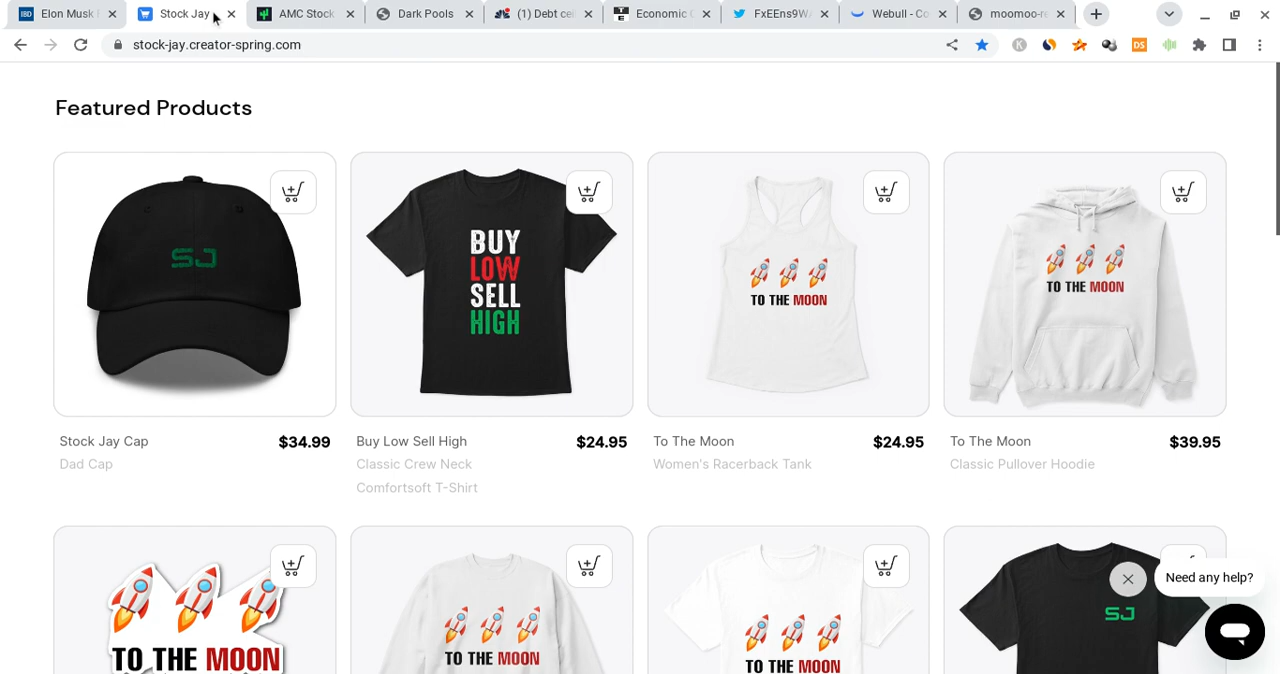 Elon Musk
Stock Jay
AMC Stock
Dark Pools
(1) Debt ce
Economic C
FxEEns9W
Webull - Co
moomoo-re
stock-jay.creator-spring.com
Featured Products
SJ
BUY
LOW
SELL
HIGH
TO THE MOON
TO THE MOON
Stock Jay Cap $34.99
Dad Cap
Buy Low Sell High $24.95
Classic Crew Neck
Comfortsoft T-Shirt
To The Moon $24.95
Women's Racerback Tank
To The Moon $39.95
Classic Pullover Hoodie
TO THE MOON
TO THE MOON
TO THE MOON
SJ
Need any help?